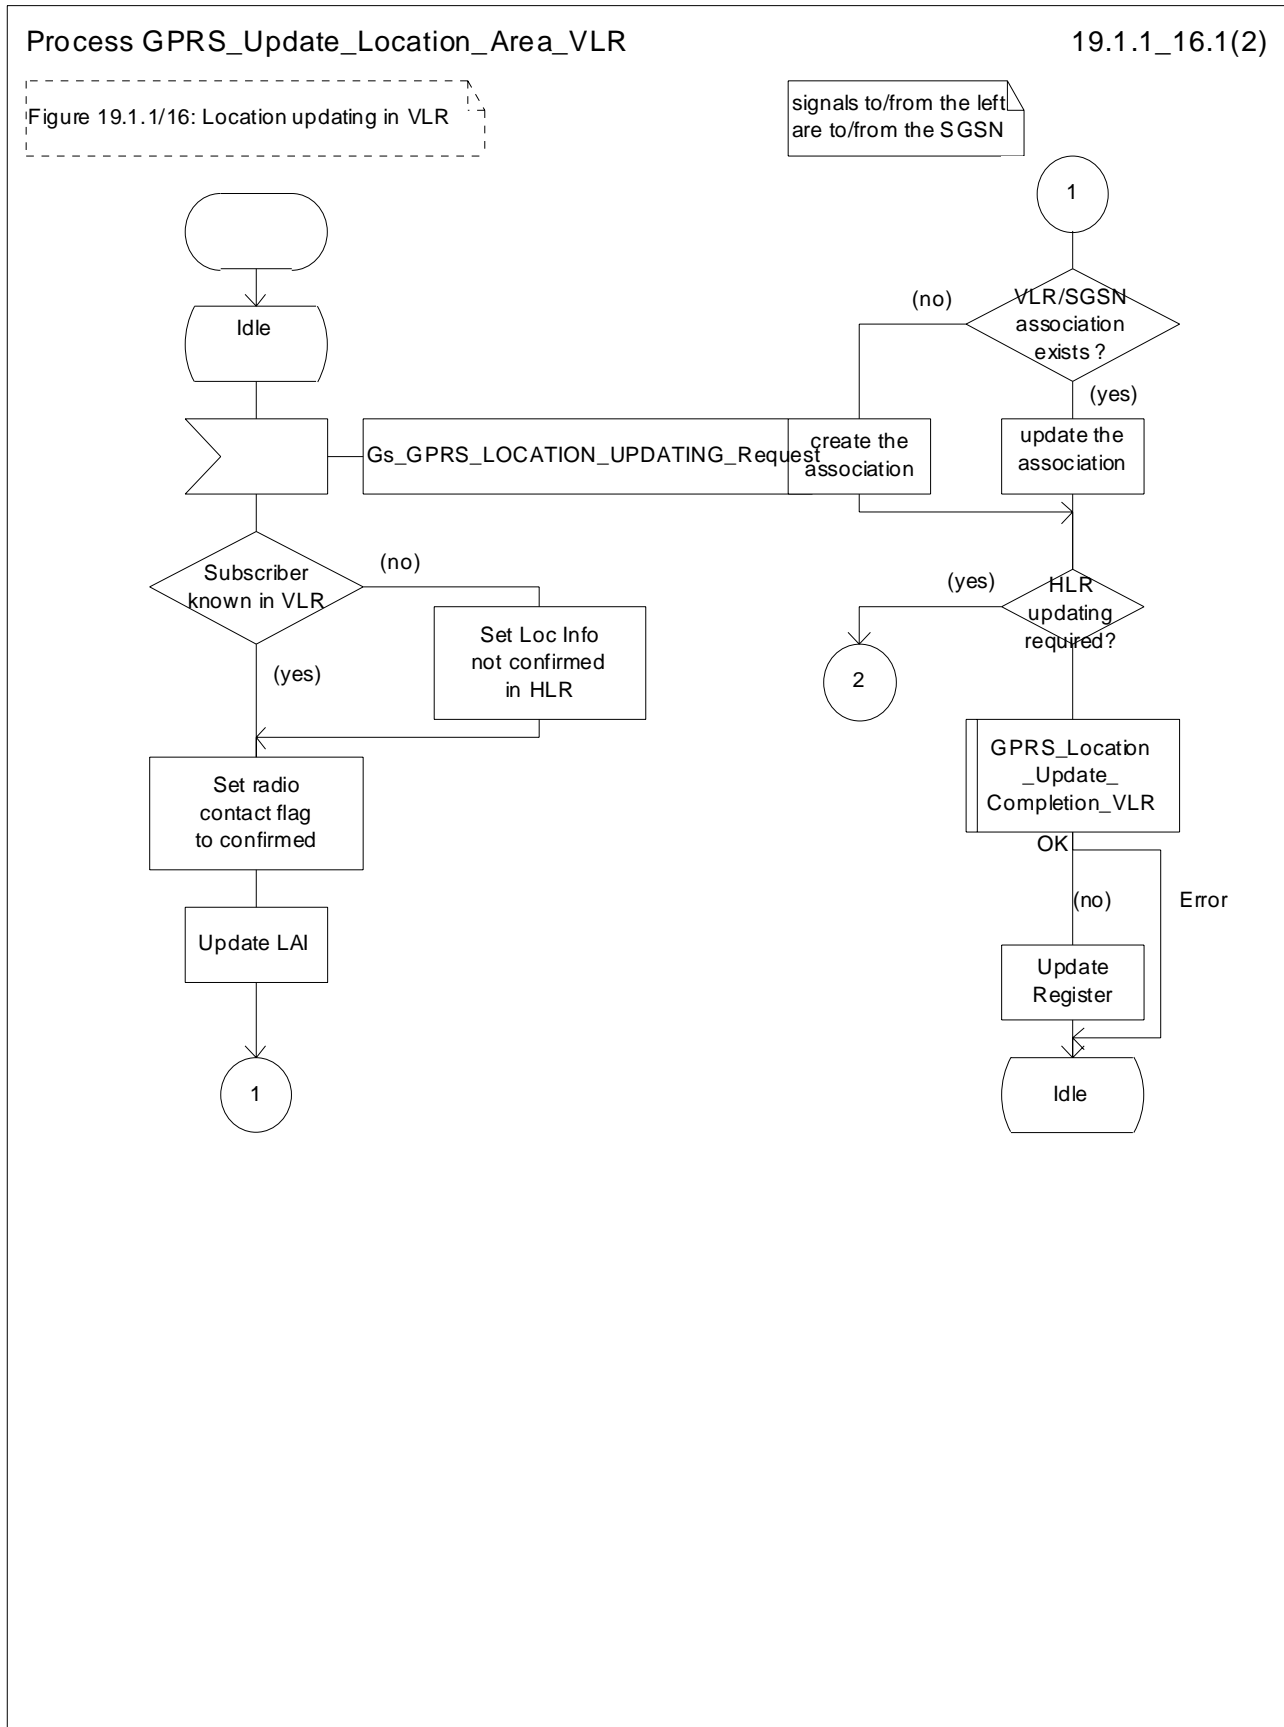 Process GPRS_Update_Location_Area_VLR
19.1.1_16.1(2)
Figure 19.1.1/16: Location updating in VLR
signals to/from the left
are to/from the SGSN
Idle
Gs_GPRS_LOCATION_UPDATING_Request
Subscriber
known in VLR
(no)
(yes)
Set Loc Info
not confirmed
in HLR
Set radio
contact flag
to confirmed
Update LAI
1
1
VLR/SGSN
association
exists ?
(no)
(yes)
create the
association
update the
association
HLR
updating
required?
(yes)
2
GPRS_Location
_Update_
Completion_VLR
OK
(no)
Error
Update
Register
Idle